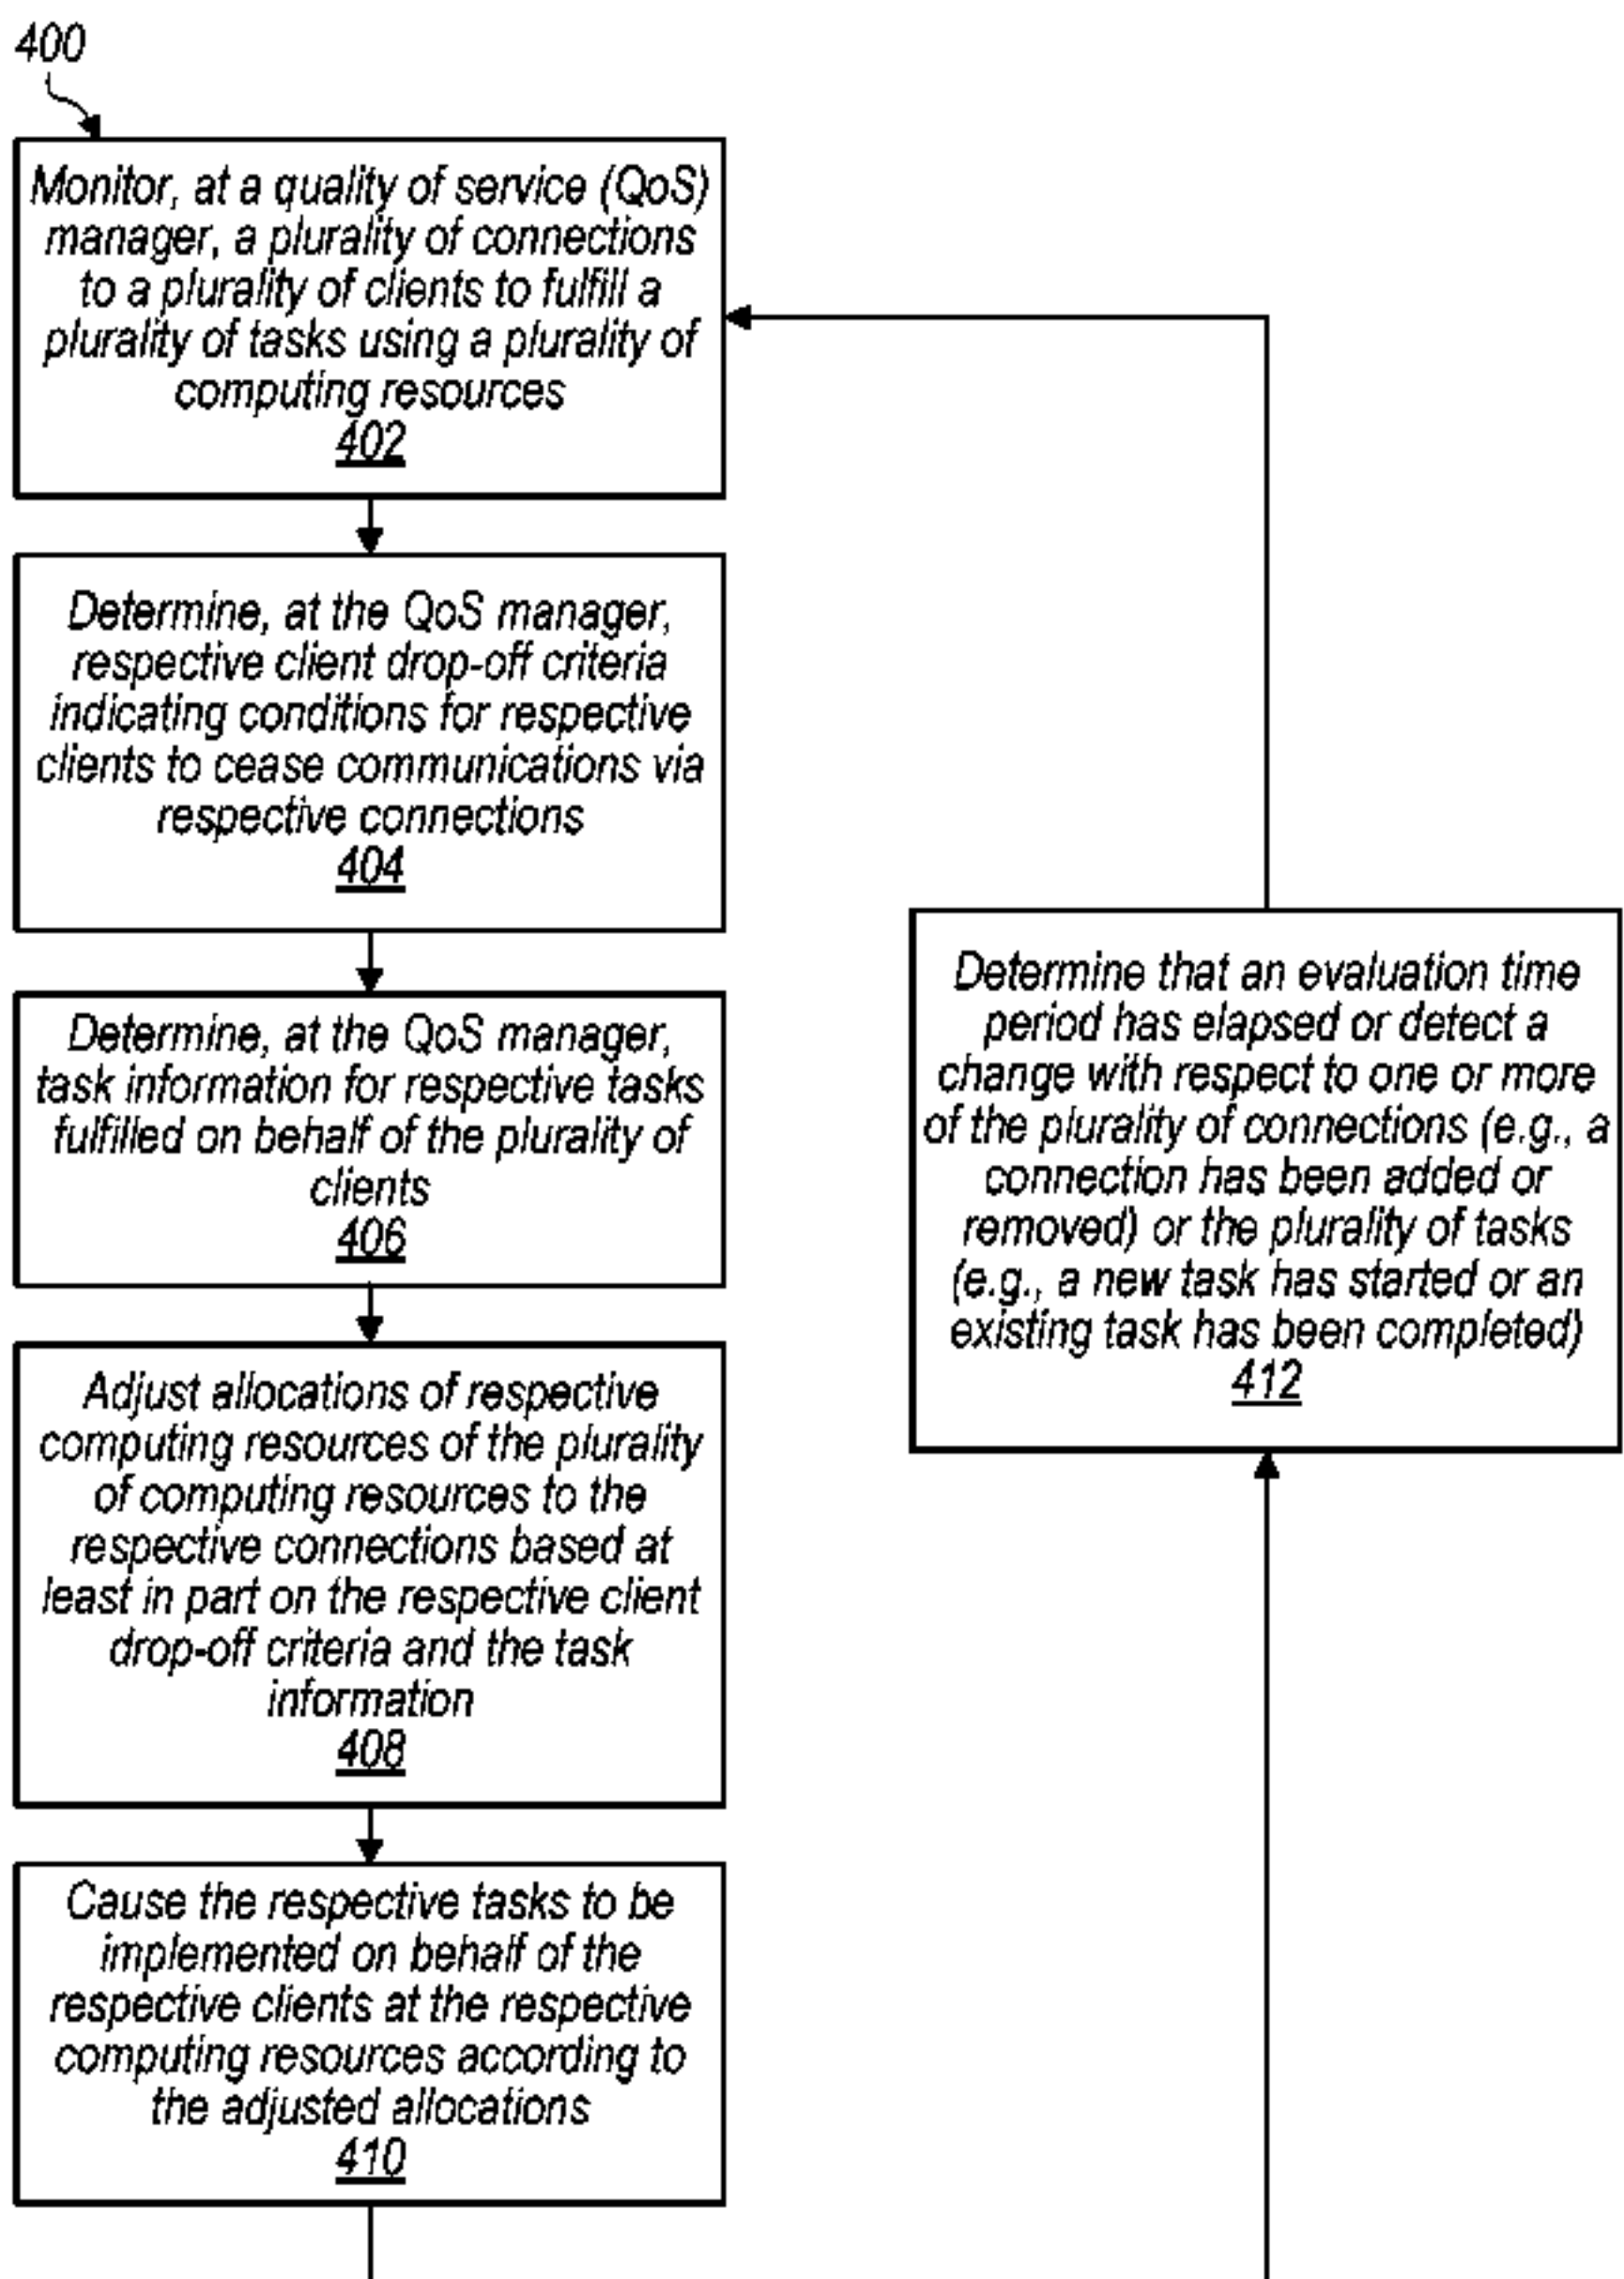 400
Monitor, at a quality of service (QoS)
manager, a plurality of connections
to a plurality of clients to fulfill a
plurality of tasks using a plurality of
computing resources
402
Determine, at the QoS manager,
respective client drop-off criteria
indicating conditions for respective
clients to cease communications via
respective connections
404
Determine, at the QoS manager,
task information for respective tasks
fulfilled on behalf of the plurality of
clients
406
Adjust allocations of respective
computing resources of the plurality
of computing resources to the
respective connections based at
least in part on the respective client
drop-off criteria and the task
information
408
Cause the respective tasks to be
implemented on behalf of the
respective clients at the respective
computing resources according to
the adjusted allocations
410
Determine that an evaluation time
period has elapsed or detect a
change with respect to one or more
of the plurality of connections (e.g., a
connection has been added or
removed) or the plurality of tasks
(e.g., a new task has started or an
existing task has been completed)
412